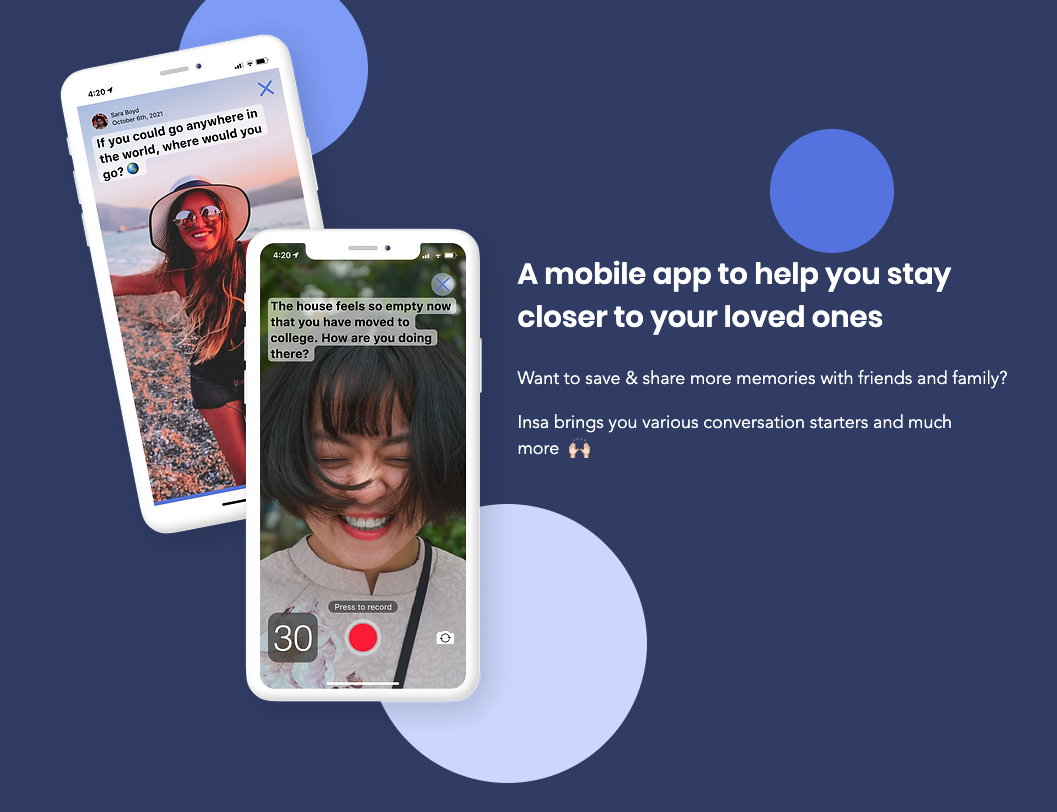 4:20
Sara Boyd
October 6th, 2021
If you could go anywhere in
the world, where would you
go? 🌎
4:20
The house feels so empty now
that you have moved to
college. How are you doing
there?
Press to record
30
A mobile app to help you stay
closer to your loved ones
Want to save & share more memories with friends and family?
Insa brings you various conversation starters and much
more 🙌🏻